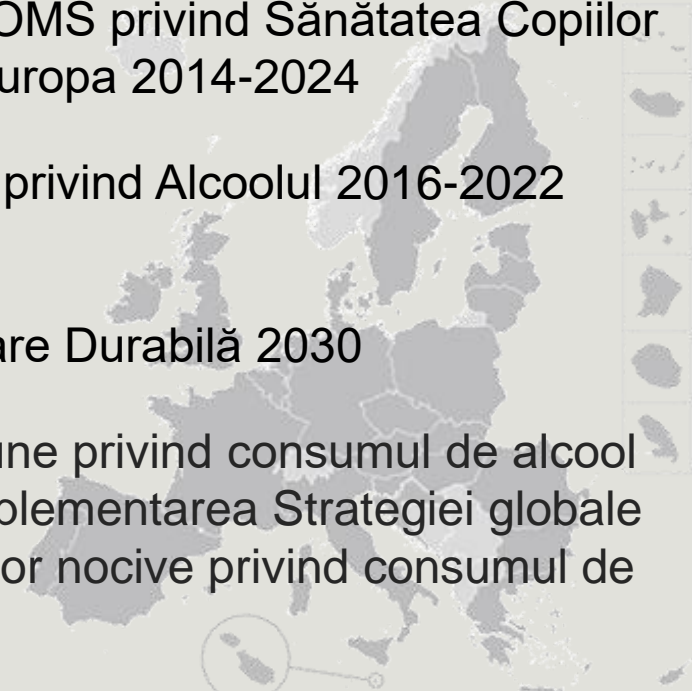 OMS privind Sănătatea Copiilor
uropa 2014-2024
privind Alcoolul 2016-2022
are Durabilă 2030
une privind consumul de alcool
plementarea Strategiei globale
or nocive privind consumul de